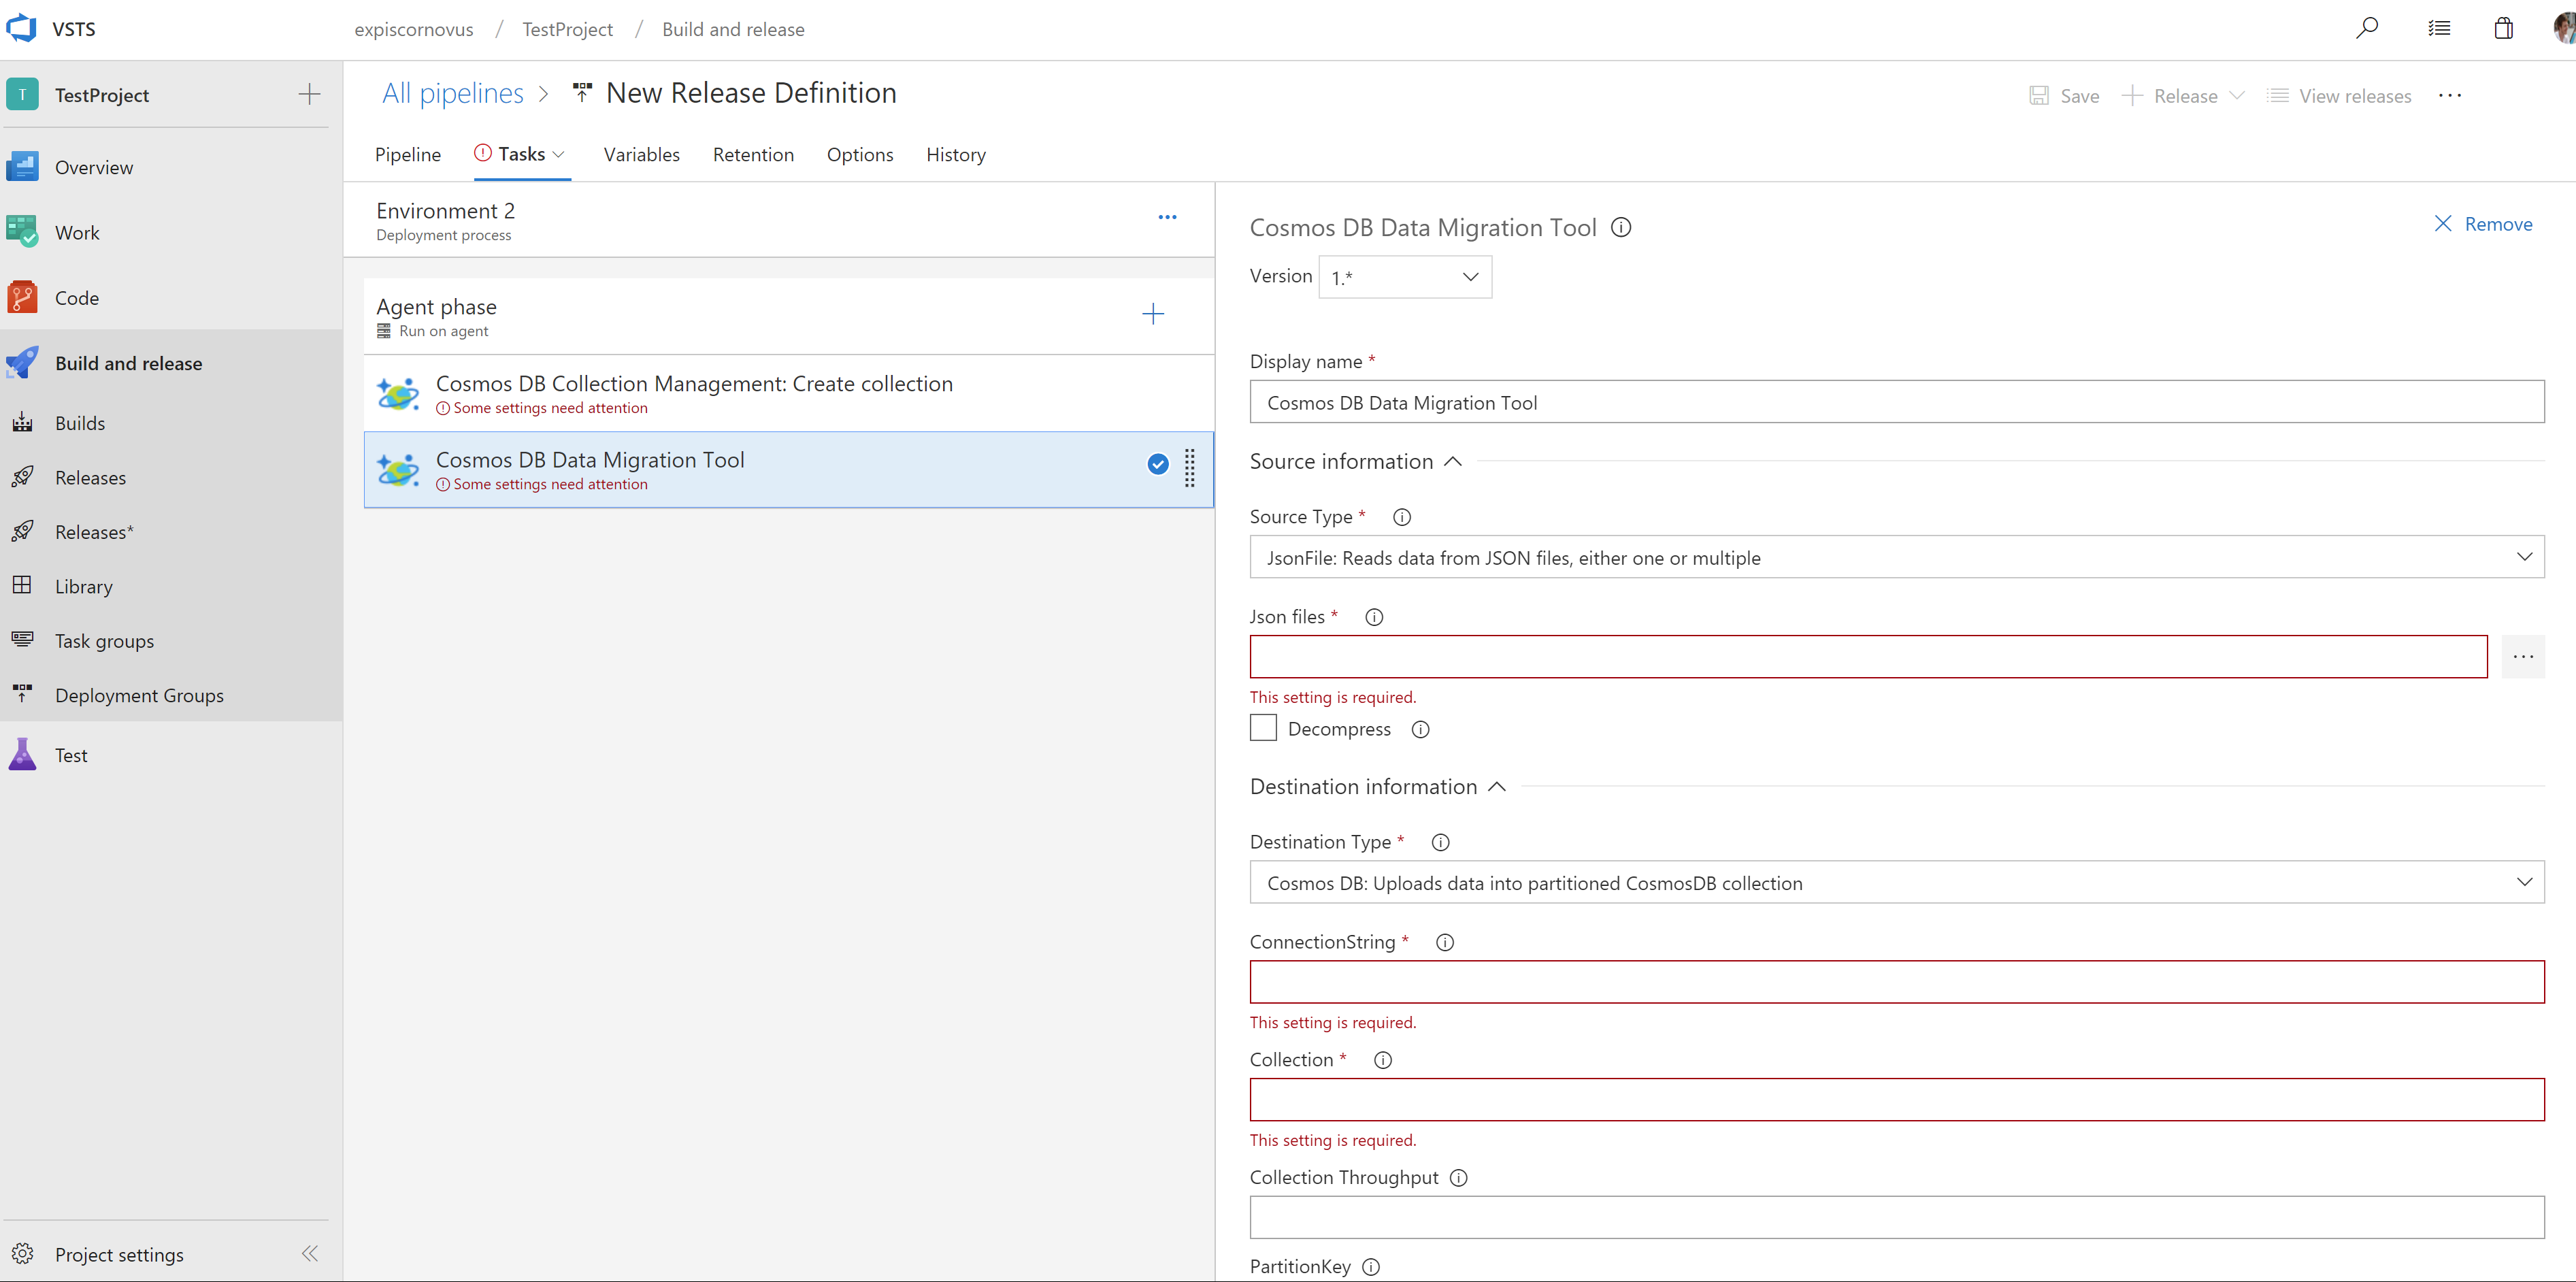 VSTS
expiscornovus / TestProject / Build and release
T TestProject
Overview
Work
Code
Build and release
Builds
Releases
Releases*
Library
Task groups
Deployment Groups
Test
Project settings
All pipelines > New Release Definition
Save
Release
View releases
Pipeline
Tasks
Variables
Retention
Options
History
Environment 2
Deployment process
Agent phase
Run on agent
Cosmos DB Collection Management: Create collection
Some settings need attention
Cosmos DB Data Migration Tool
Some settings need attention
Cosmos DB Data Migration Tool
Remove
Version 1.*
Display name *
Cosmos DB Data Migration Tool
Source information
Source Type *
JsonFile: Reads data from JSON files, either one or multiple
Json files *
This setting is required.
Decompress
Destination information
Destination Type *
Cosmos DB: Uploads data into partitioned CosmosDB collection
ConnectionString *
This setting is required.
Collection *
This setting is required.
Collection Throughput
PartitionKey